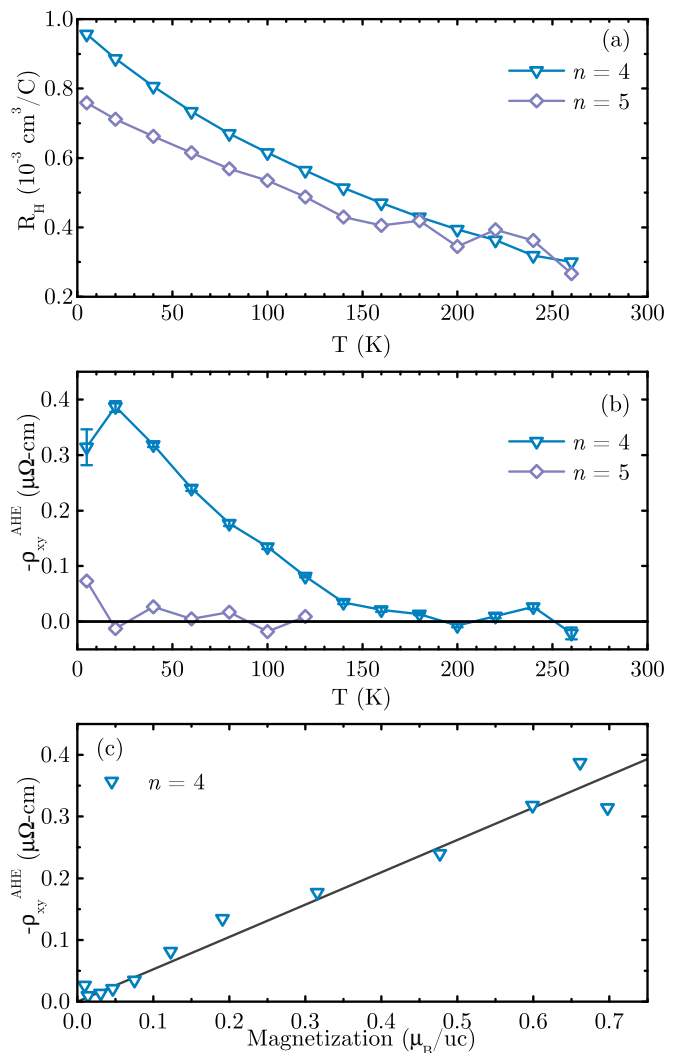 (a)
n = 4
n = 5
R_H (10^-3 cm^3/C)
1.0
0.8
0.6
0.4
0.2
0 50 100 150 200 250 300
T (K)
(b)
n = 4
n = 5
-ρ_xy^AHE (μΩ-cm)
0.4
0.3
0.2
0.1
0.0
0 50 100 150 200 250 300
T (K)
(c)
n = 4
-ρ_xy^AHE (μΩ-cm)
0.4
0.3
0.2
0.1
0.0
0.0 0.1 0.2 0.3 0.4 0.5 0.6 0.7
Magnetization (μ_B/uc)